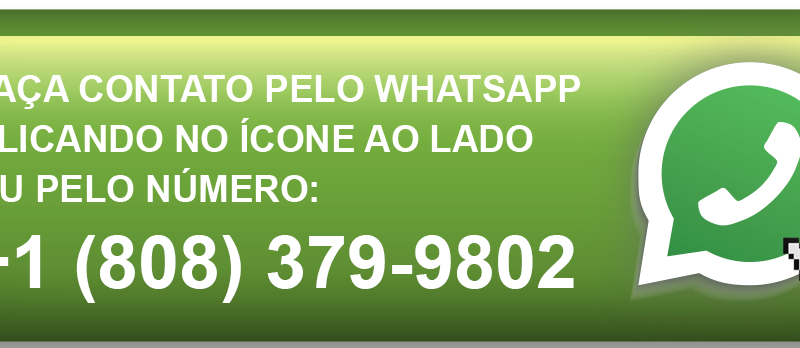 AÇA CONTATO PELO WHATSAPP
LICANDO NO ÍCONE AO LADO
U PELO NÚMERO:
+1 (808) 379-9802